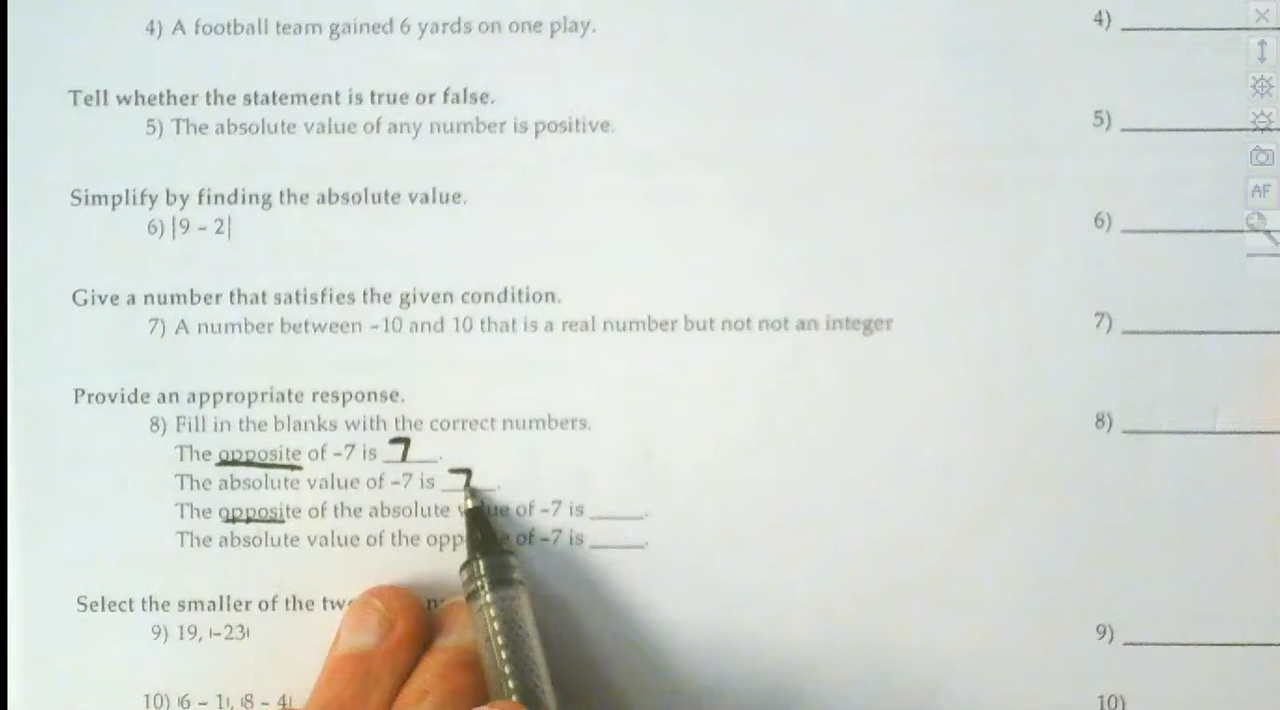 4) A football team gained 6 yards on one play.
4)
Tell whether the statement is true or false.
5) The absolute value of any number is positive.
5)
Simplify by finding the absolute value.
6) |9 - 2|
6)
AF
Give a number that satisfies the given condition.
7) A number between -10 and 10 that is a real number but not not an integer
7)
Provide an appropriate response.
8) Fill in the blanks with the correct numbers.
8)
The opposite of -7 is 7.
The absolute value of -7 is 7.
The opposite of the absolute of -7 is ____.
The absolute value of the of -7 is ____.
Select the smaller of the
9) 19, |-23|
9)
10) |6 - 1|, |8 - 4|
10)